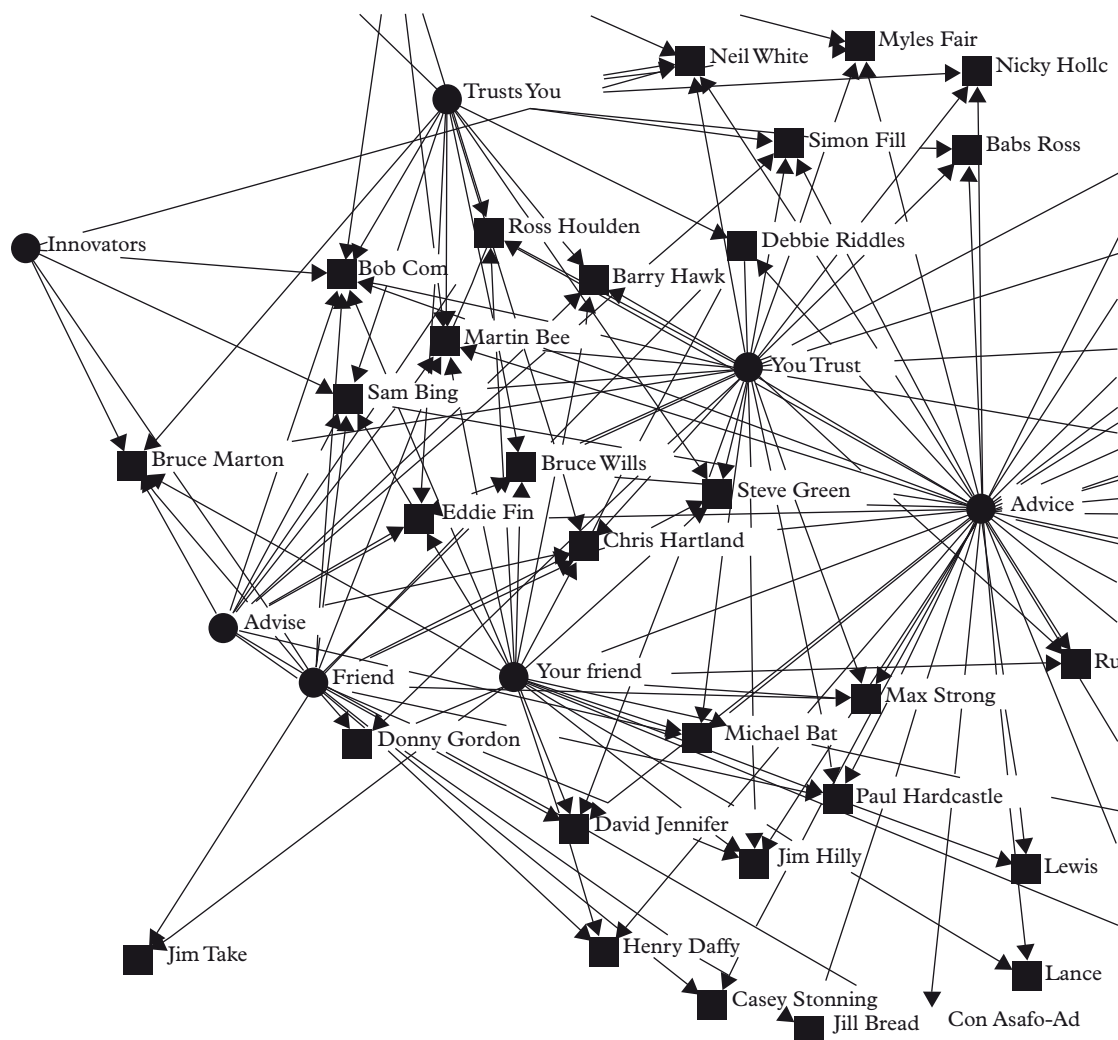 Myles Fair
Neil White
Nicky Hollc
Trusts You
Simon Fill
Babs Ross
Ross Houlden
Debbie Riddles
Innovators
Bob Com
Barry Hawk
Martin Bee
You Trust
Sam Bing
Bruce Marton
Bruce Wills
Steve Green
Advice
Eddie Fin
Chris Hartland
Advise
Ru
Friend
Your friend
Max Strong
Donny Gordon
Michael Bat
Paul Hardcastle
David Jennifer
Jim Hilly
Lewis
Henry Daffy
Jim Take
Lance
Casey Stonning
Con Asafo-Ad
Jill Bread